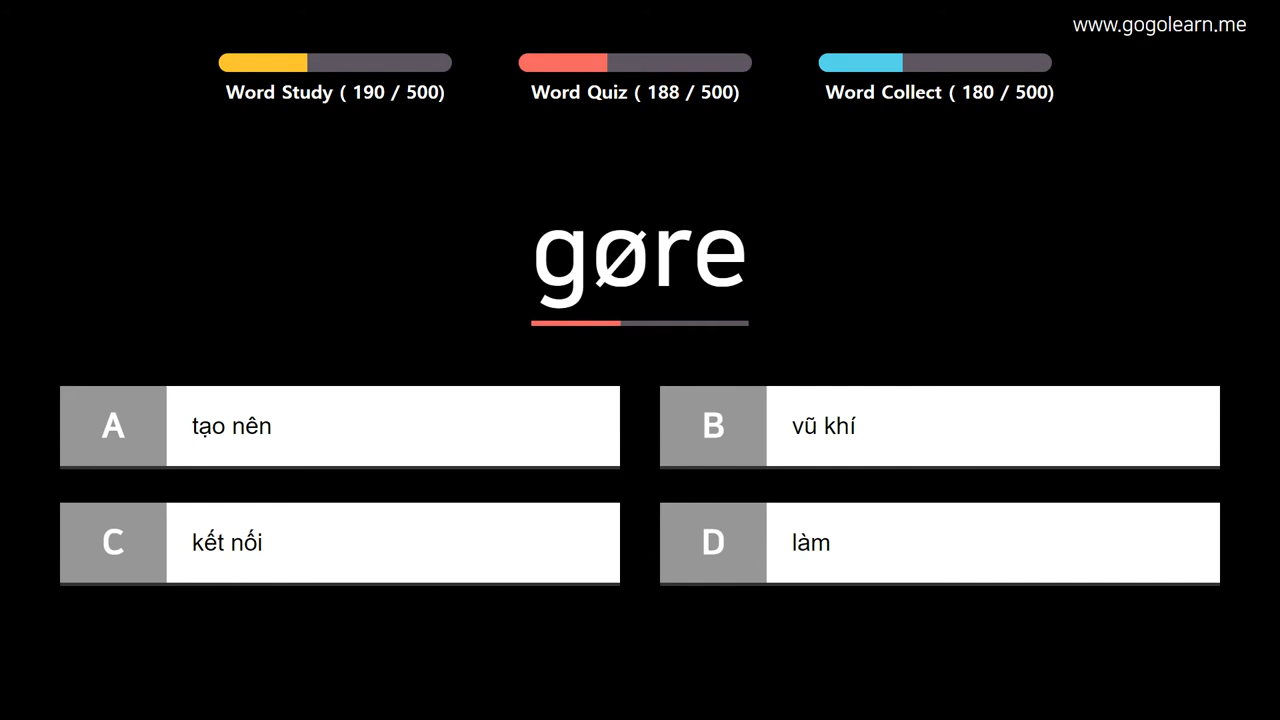 www.gogolearn.me
Word Study ( 190 / 500)
Word Quiz ( 188 / 500)
Word Collect ( 180 / 500)
gøre
A tạo nên
B vũ khí
C kết nối
D làm